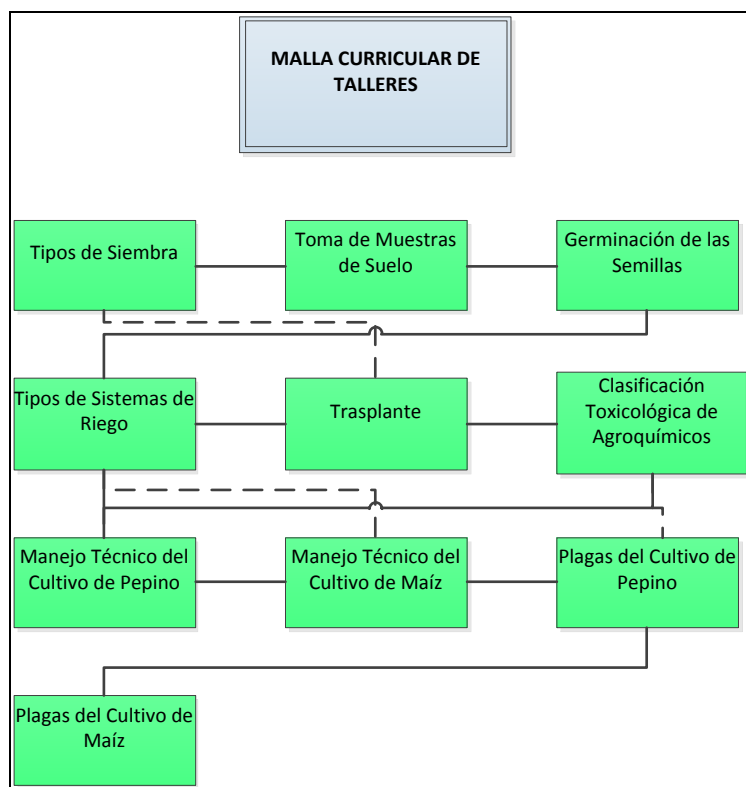 MALLA CURRICULAR DE
TALLERES
Tipos de Siembra
Toma de Muestras
de Suelo
Germinación de las
Semillas
Tipos de Sistemas de
Riego
Trasplante
Clasificación
Toxicológica de
Agroquímicos
Manejo Técnico del
Cultivo de Pepino
Manejo Técnico del
Cultivo de Maíz
Plagas del Cultivo de
Pepino
Plagas del Cultivo de
Maíz